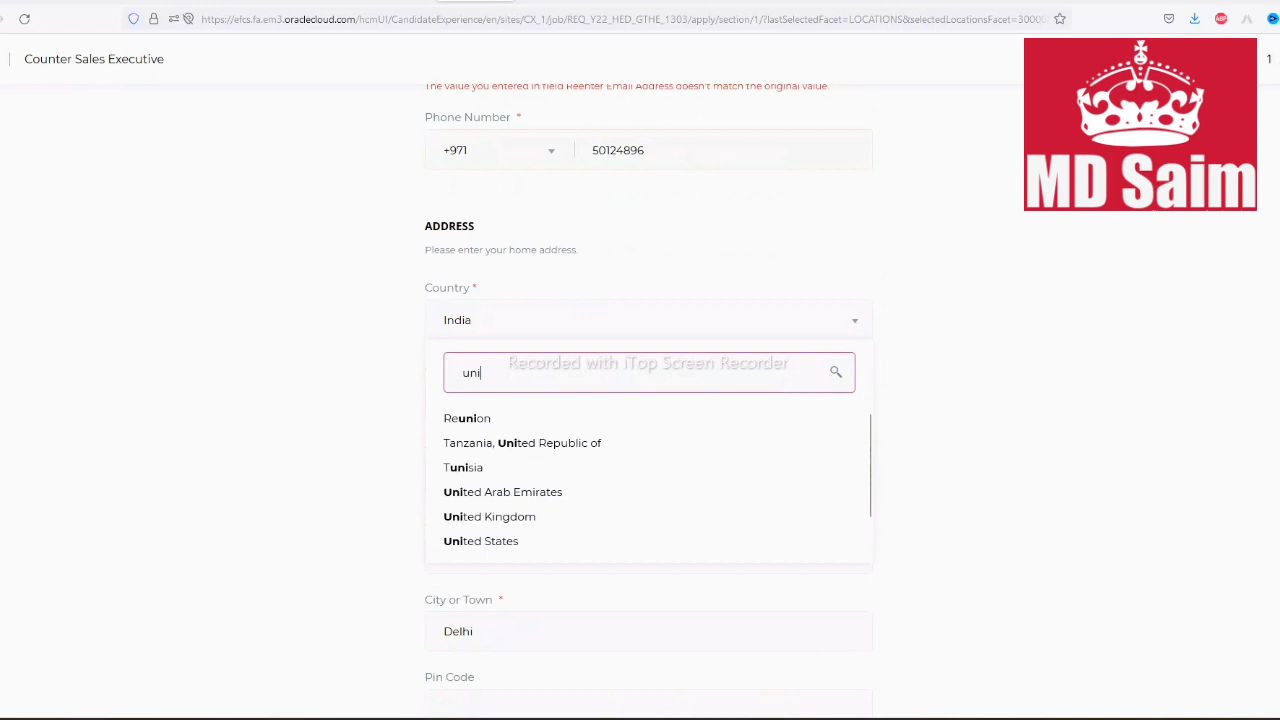 https://efcs.fa.em3.oraclecloud.com/hcmUI/CandidateExperience/en/sites/CX_1/job/REQ_Y22_HED_GTHE_1303/apply/section/1/?lastSelectedFacet=LOCATIONS&selectedLocationsFacet=30000
ABP
Counter Sales Executive
1
MD Saim
The value you entered in field Reenter Email Address doesn't match the original value.
Phone Number *
+971 50124896
ADDRESS
Please enter your home address.
Country *
India
Recorded with iTop Screen Recorder
uni
Reunion
Tanzania, United Republic of
Tunisia
United Arab Emirates
United Kingdom
United States
City or Town *
Delhi
Pin Code